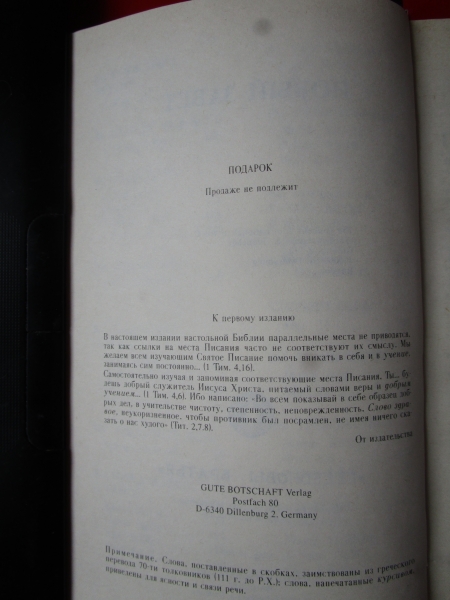 ПОДАРОК
Прозаже не подлежит
К первому изданию
В настоящем издании настольной Библии параллельные места не приводятся,
так как ссылки на места Писания часто не соответствуют их смыслу. Мы
желаем всем изучающим Святое Писание помочь вникать в себя и в учение,
занимаясь сим постоянно... [1 Тим. 4,16].
Самостоятельно изучая и запоминая соответствующие места Писания, Ты... бу-
дешь добрый служитель Иисуса Христа, питаемый словами веры и добрым
учением... [1 Тим. 4,6]. Ибо написано: «Во всем показывай в себе образец доб-
рых дел, в учительстве чистоту, степенность, неповрежденность, Слово здра-
вое, неукоризненное, чтобы противник был посрамлен, не имея ничего ска-
зать о нас худого» (Тит. 2,7.8).
От издательства
GUTE BOTSCHAFT Verlag
Postfach 80
D-6340 Dillenburg 2, Germany
Примечание. Слова, поставленные в скобках, заимствованы из греческого
перевода 70-ти толковников (111 г. до Р.Х.); слова, напечатанные курсивом,
приведены для ясности и связи речи.